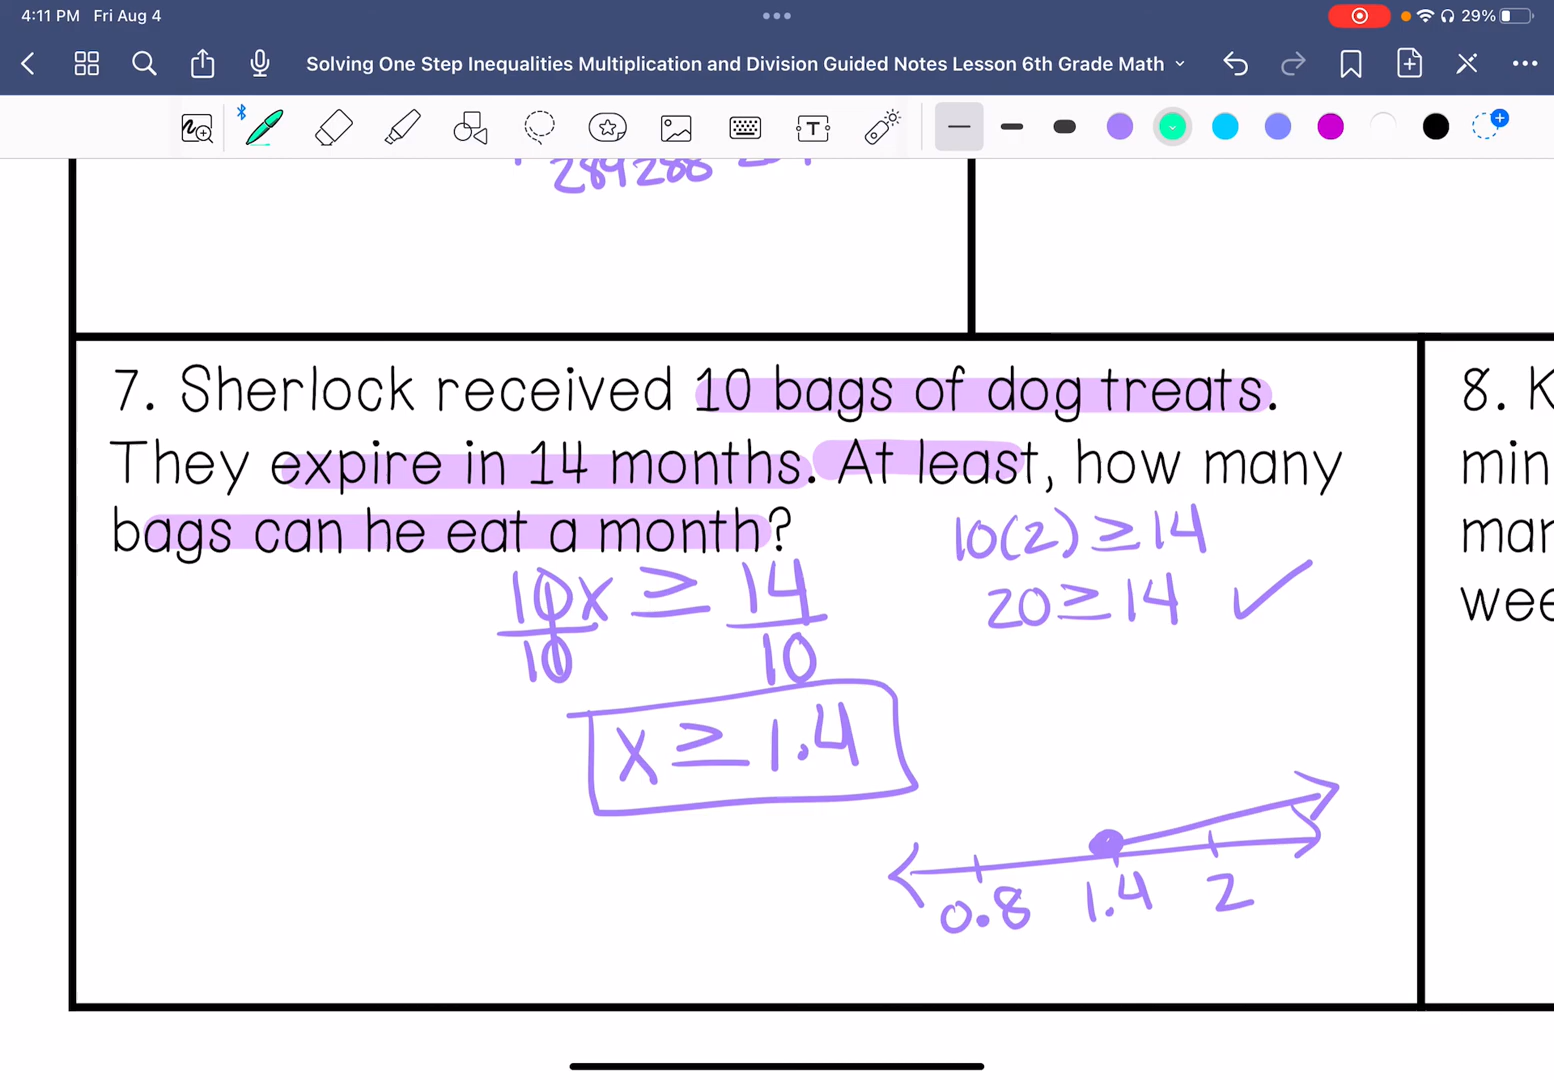 4:11 PM Fri Aug 4
29%
Solving One Step Inequalities Multiplication and Division Guided Notes Lesson 6th Grade Math
7. Sherlock received 10 bags of dog treats.
They expire in 14 months. At least, how many
bags can he eat a month?
10(2) ≥ 14
20 ≥ 14 ✓
10x ≥ 14
10 10
x ≥ 1.4
0.8 1.4 2
8. K
min
mar
wee